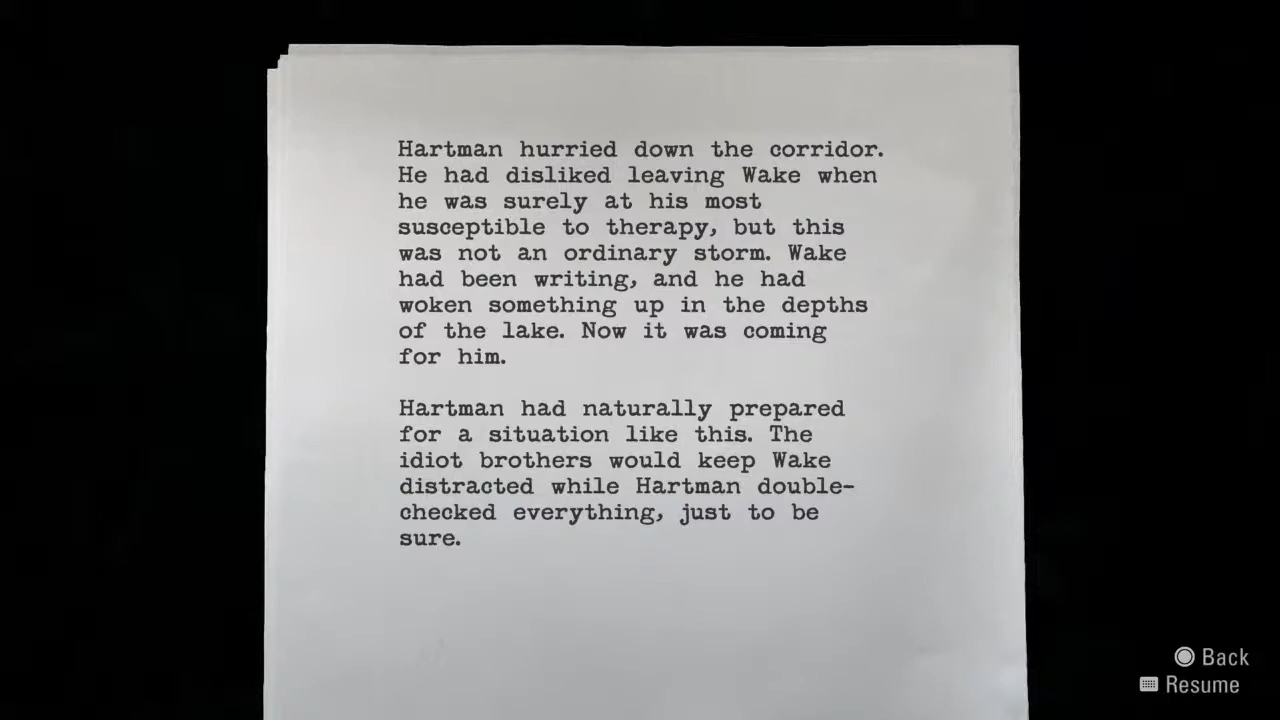 Hartman hurried down the corridor.
He had disliked leaving Wake when
he was surely at his most
susceptible to therapy, but this
was not an ordinary storm. Wake
had been writing, and he had
woken something up in the depths
of the lake. Now it was coming
for him.
Hartman had naturally prepared
for a situation like this. The
idiot brothers would keep Wake
distracted while Hartman double-
checked everything, just to be
sure.
Back
Resume